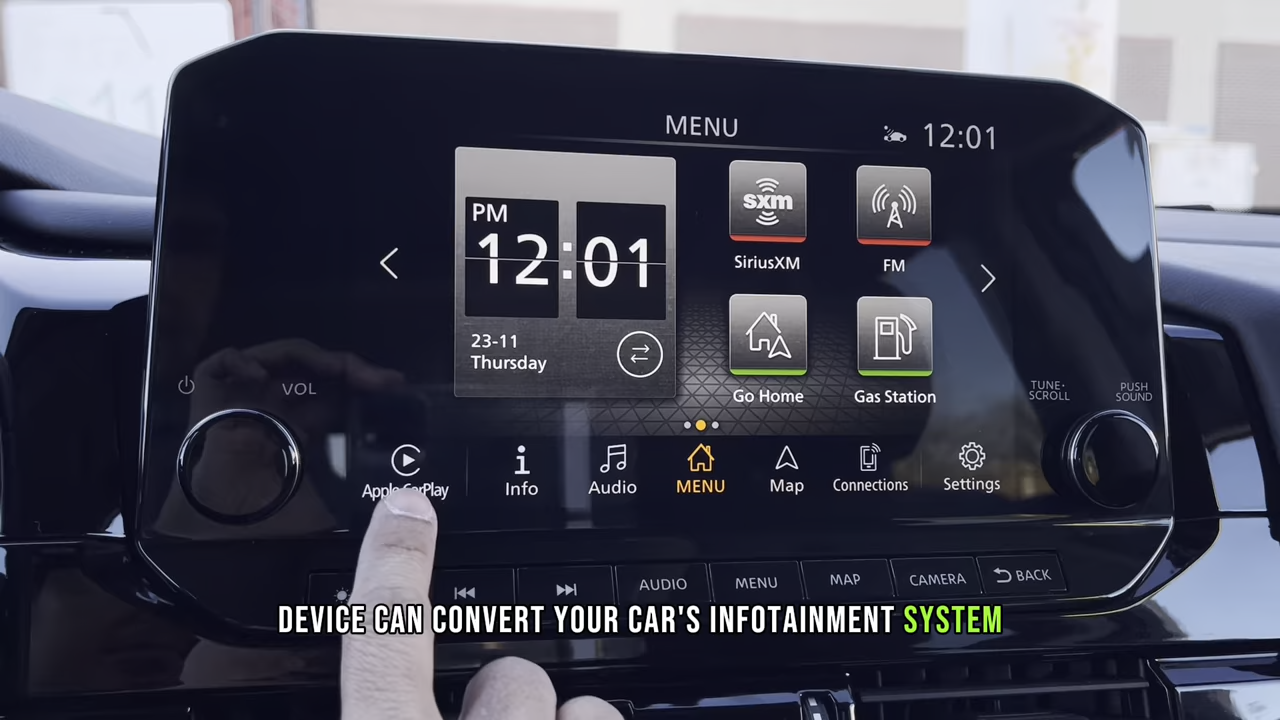 MENU
12:01
PM
12:01
23-11
Thursday
sxm
SiriusXM
FM
Go Home
Gas Station
VOL
TUNE·
SCROLL
PUSH
SOUND
Apple CarPlay
Info
Audio
MENU
Map
Connections
Settings
AUDIO
MENU
MAP
CAMERA
BACK
DEVICE CAN CONVERT YOUR CAR'S INFOTAINMENT SYSTEM